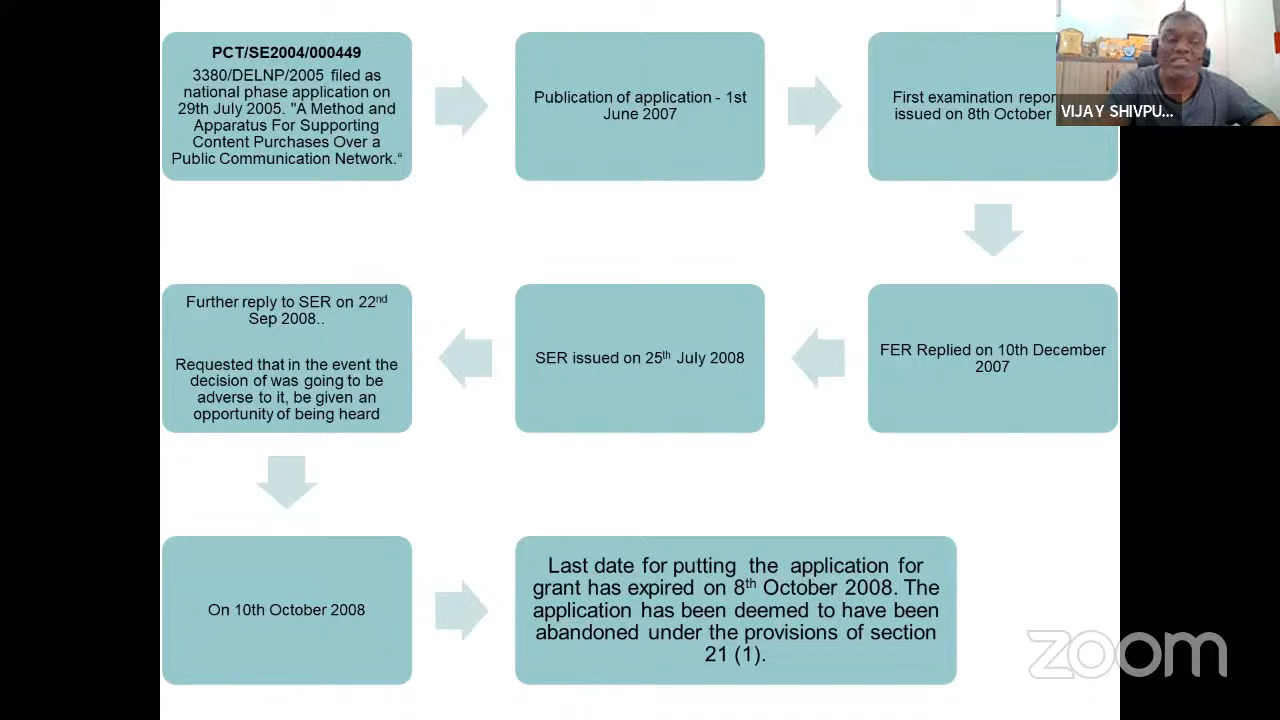 PCT/SE2004/000449
3380/DELNP/2005 filed as
national phase application on
29th July 2005. "A Method and
Apparatus For Supporting
Content Purchases Over a
Public Communication Network.“
Publication of application - 1st
June 2007
First examination repor
issued on 8th October
VIJAY SHIVPU...
FER Replied on 10th December
2007
SER issued on 25th July 2008
Further reply to SER on 22nd
Sep 2008..
Requested that in the event the
decision of was going to be
adverse to it, be given an
opportunity of being heard
On 10th October 2008
Last date for putting the application for
grant has expired on 8th October 2008. The
application has been deemed to have been
abandoned under the provisions of section
21 (1).
zoom